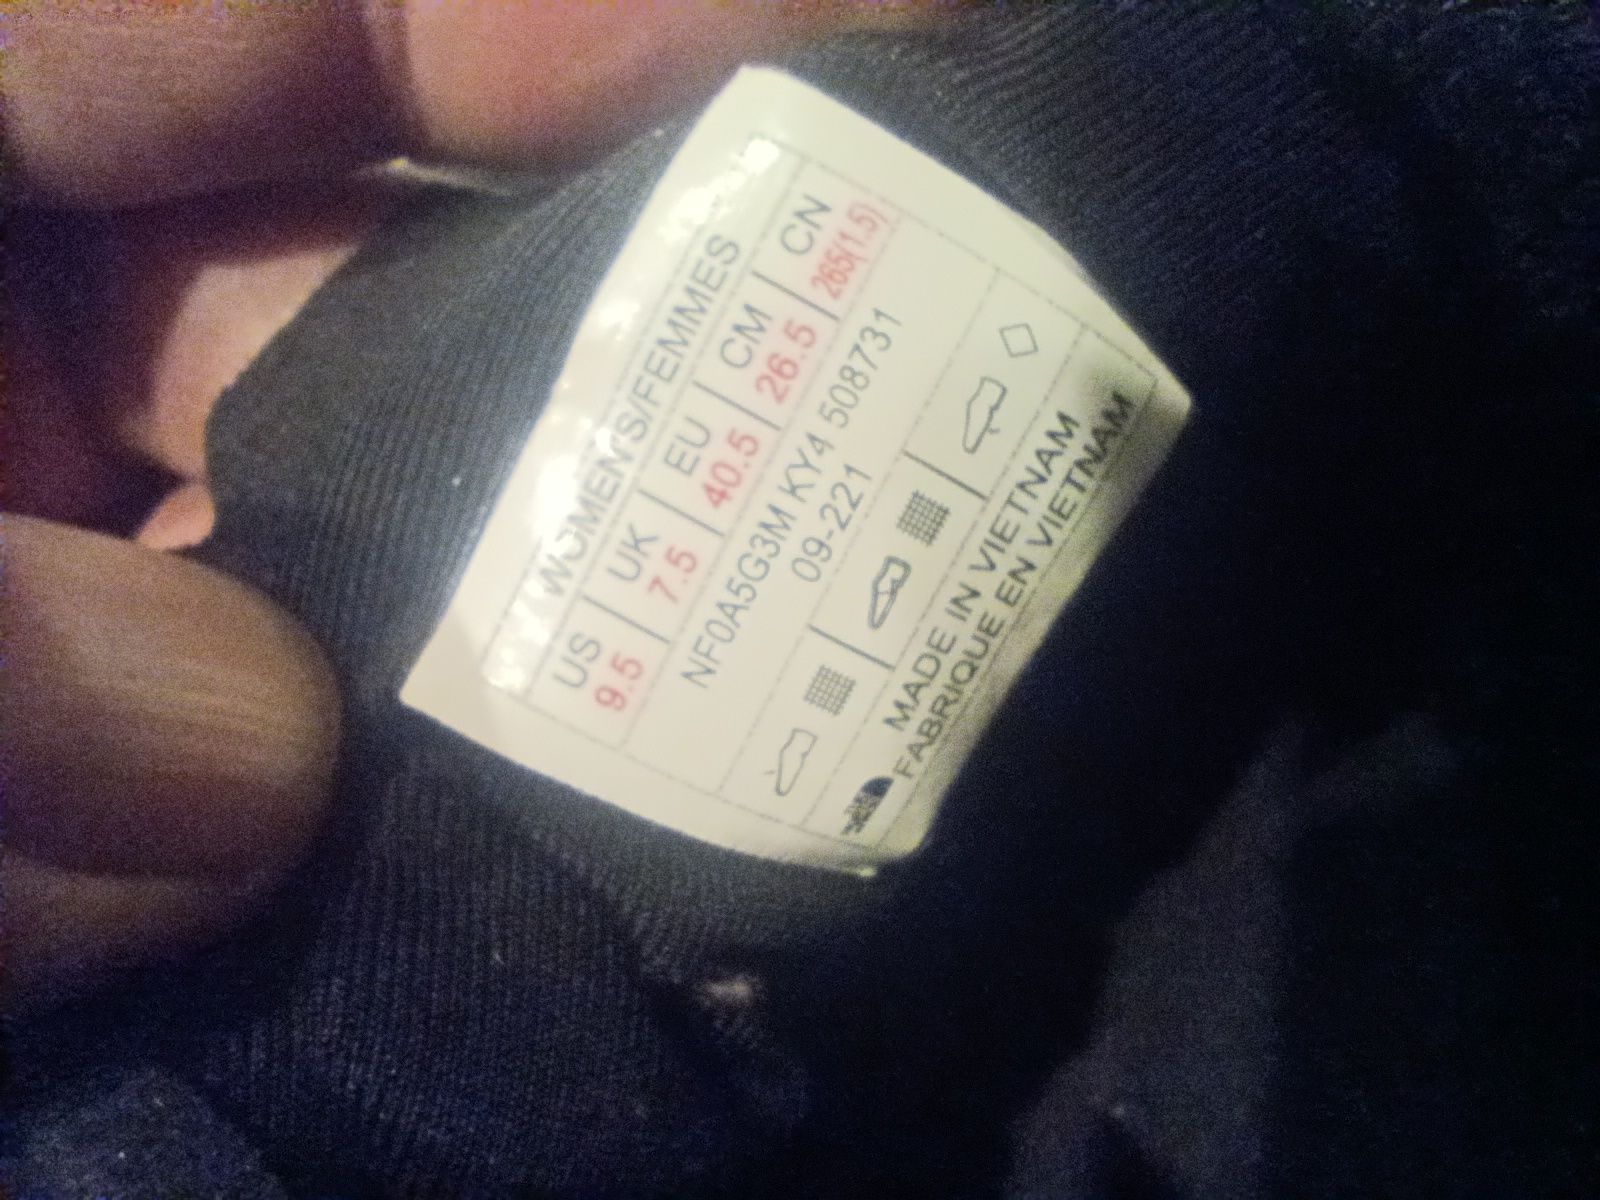 WOMEN'S/FEMMES
US UK EU CM CN
9.5 7.5 40.5 26.5 265(1.5)
NF0A5G3M KY4 508731
09-221
MADE IN VIETNAM
FABRIQUE EN VIETNAM